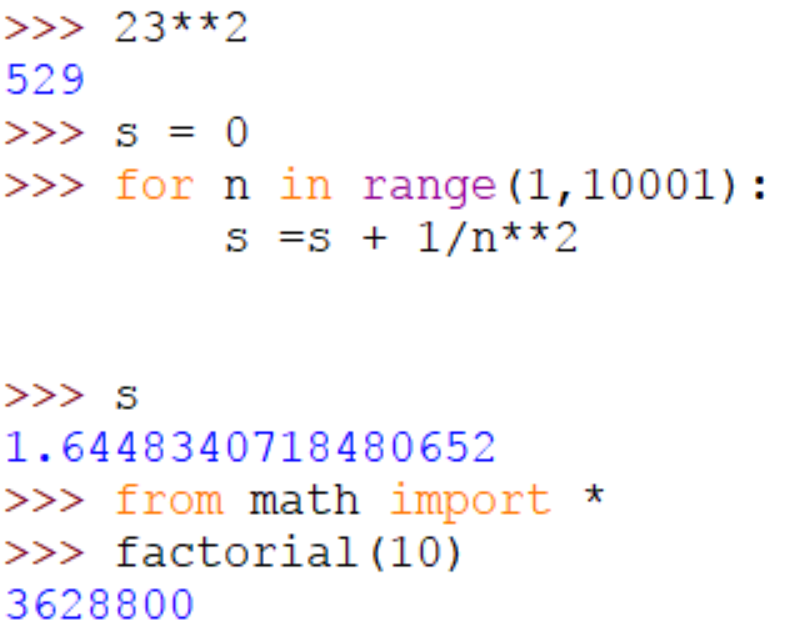 >>> 23**2
529
>>> s = 0
>>> for n in range(1,10001):
        s =s + 1/n**2
>>> s
1.6448340718480652
>>> from math import *
>>> factorial(10)
3628800